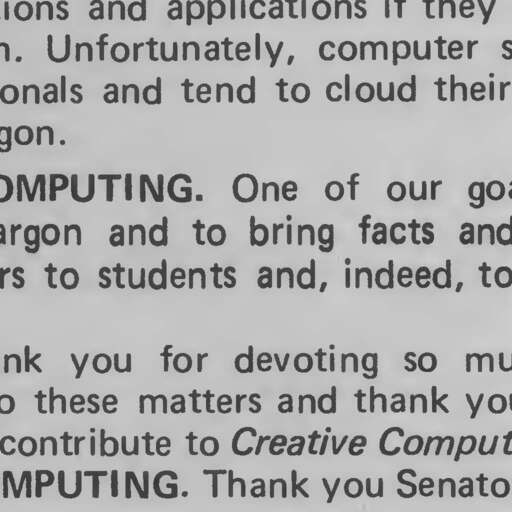 ions and applications if they
n. Unfortunately, computer s
onals and tend to cloud their
gon.
OMPUTING. One of our goa
argon and to bring facts and
rs to students and, indeed, to
nk you for devoting so mu
o these matters and thank you
contribute to Creative Comput
MPUTING. Thank you Senato